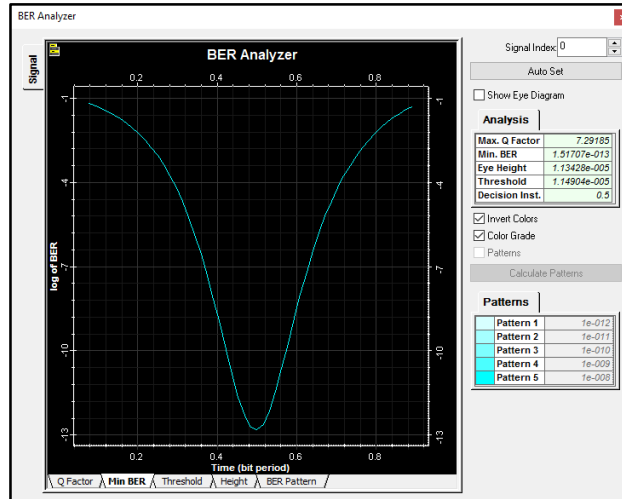 BER Analyzer
x
Signal
BER Analyzer
0.2 0.4 0.6 0.8
-1 -4 -7 -10 -13
log of BER
-1 -4 -7 -10 -13
0.2 0.4 0.6 0.8
Time (bit period)
Q Factor Min BER Threshold Height BER Pattern
Signal Index: 0
Auto Set
Show Eye Diagram
Analysis
Max. Q Factor 7.29185
Min. BER 1.51707e-013
Eye Height 1.13428e-005
Threshold 1.14904e-005
Decision Inst. 0.5
Invert Colors
Color Grade
Patterns
Calculate Patterns
Patterns
Pattern 1 1e-012
Pattern 2 1e-011
Pattern 3 1e-010
Pattern 4 1e-009
Pattern 5 1e-008